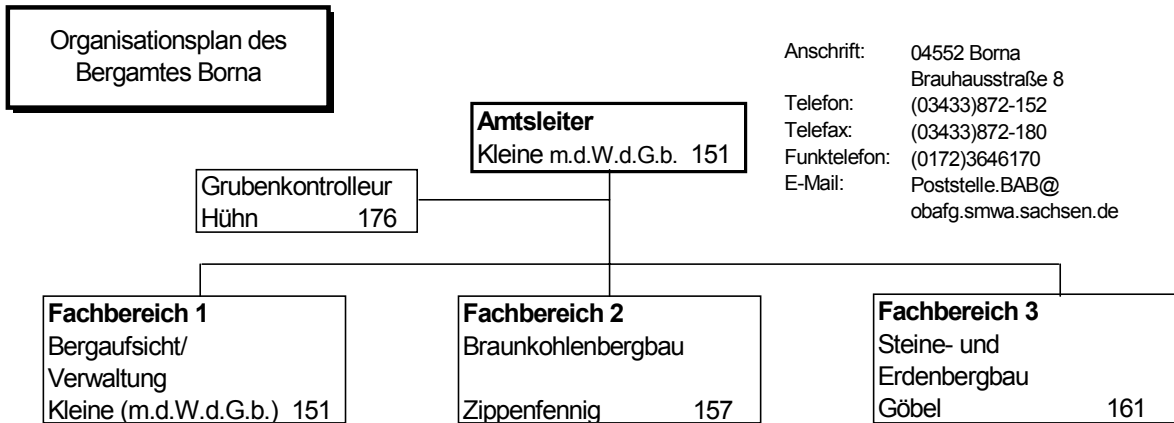 Organisationsplan des
Bergamtes Borna
Anschrift: 04552 Borna
Brauhausstraße 8
Telefon: (03433)872-152
Telefax: (03433)872-180
Funktelefon: (0172)3646170
E-Mail: Poststelle.BAB@
obafg.smwa.sachsen.de
Amtsleiter
Kleine m.d.W.d.G.b. 151
Grubenkontrolleur
Hühn 176
Fachbereich 1
Bergaufsicht/
Verwaltung
Kleine (m.d.W.d.G.b.) 151
Fachbereich 2
Braunkohlenbergbau
Zippenfennig 157
Fachbereich 3
Steine- und
Erdenbergbau
Göbel 161